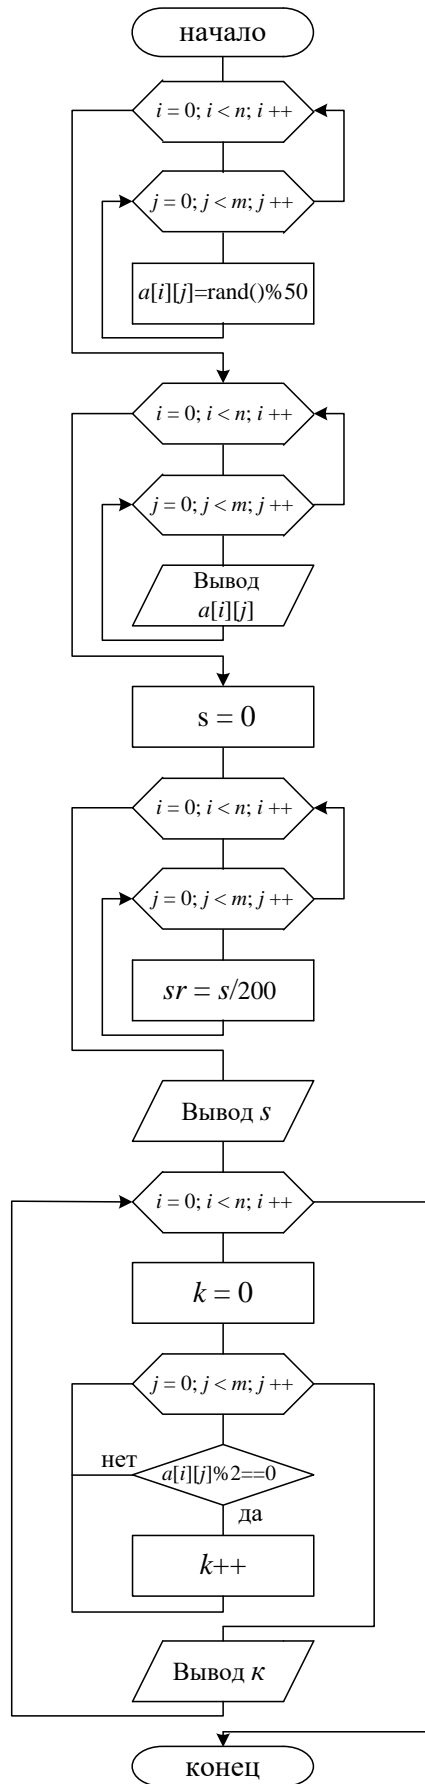 начало
i = 0; i < n; i ++
j = 0; j < m; j ++
a[i][j]=rand()%50
i = 0; i < n; i ++
j = 0; j < m; j ++
Вывод
a[i][j]
s = 0
i = 0; i < n; i ++
j = 0; j < m; j ++
sr = s/200
Вывод s
i = 0; i < n; i ++
k = 0
j = 0; j < m; j ++
нет
a[i][j]%2==0
да
k++
Вывод к
конец